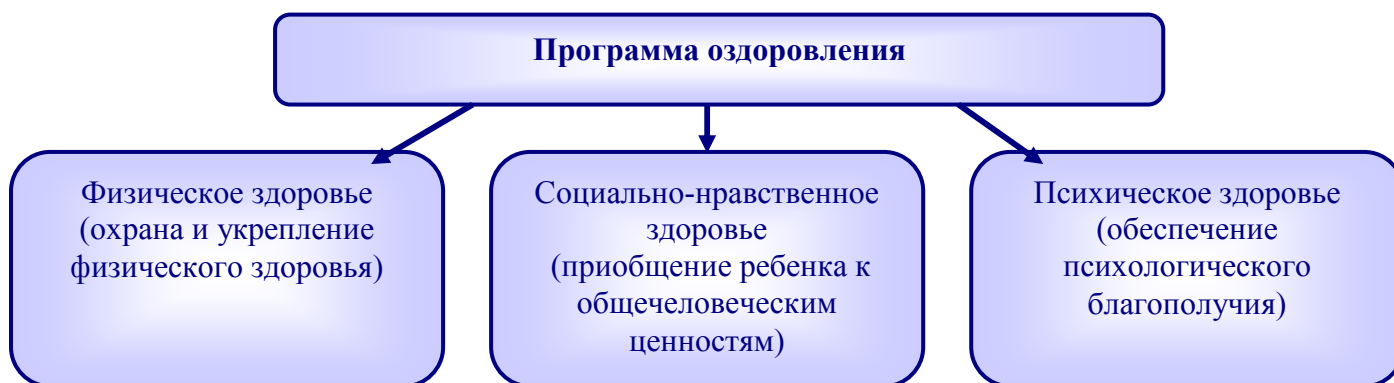 Программа оздоровления
Физическое здоровье
(охрана и укрепление
физического здоровья)
Социально-нравственное
здоровье
(приобщение ребенка к
общечеловеческим
ценностям)
Психическое здоровье
(обеспечение
психологического
благополучия)